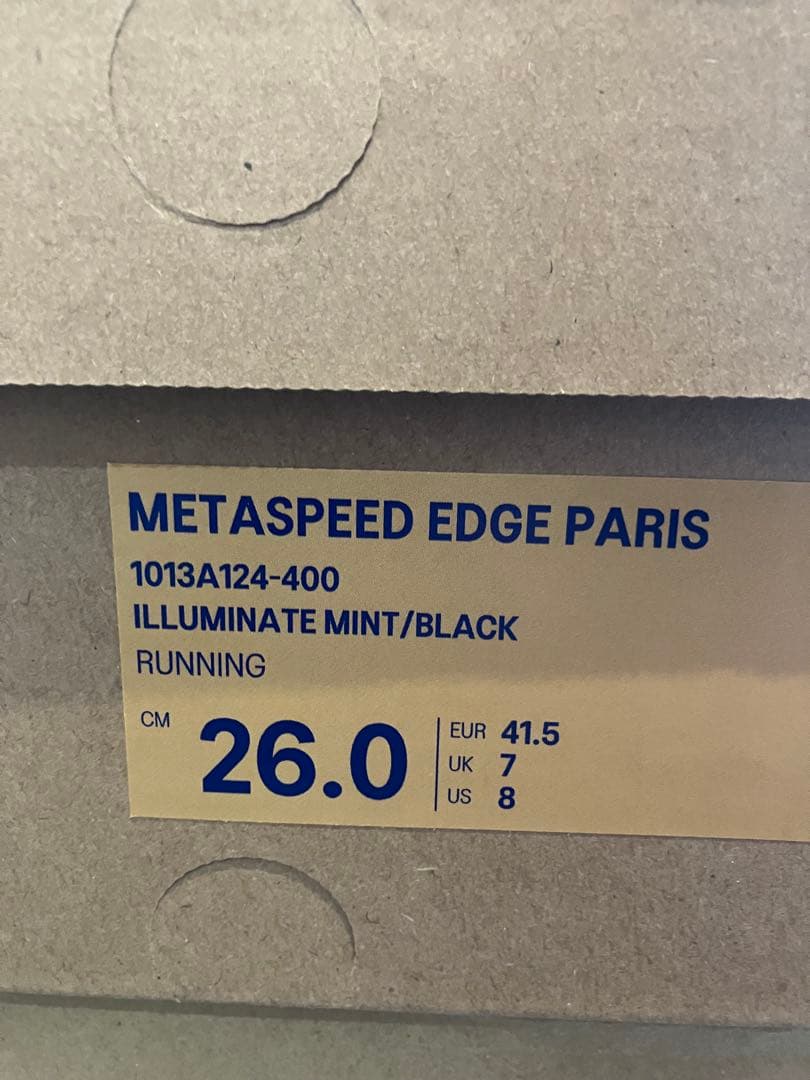 METASPEED EDGE PARIS
1013A124-400
ILLUMINATE MINT/BLACK
RUNNING
CM 26.0
EUR 41.5
UK 7
US 8